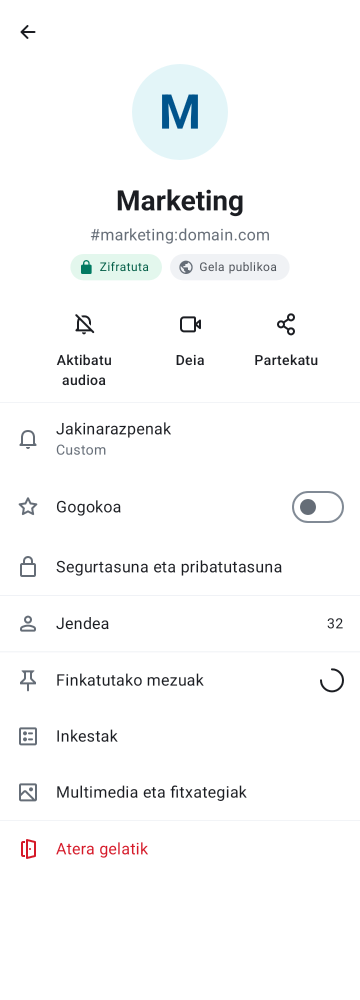 M
Marketing
#marketing:domain.com
Zifratuta
Gela publikoa
Aktibatu
audioa
Deia
Partekatu
Jakinarazpenak
Custom
Gogokoa
Segurtasuna eta pribatutasuna
Jendea
32
Finkatutako mezuak
Inkestak
Multimedia eta fitxategiak
Atera gelatik